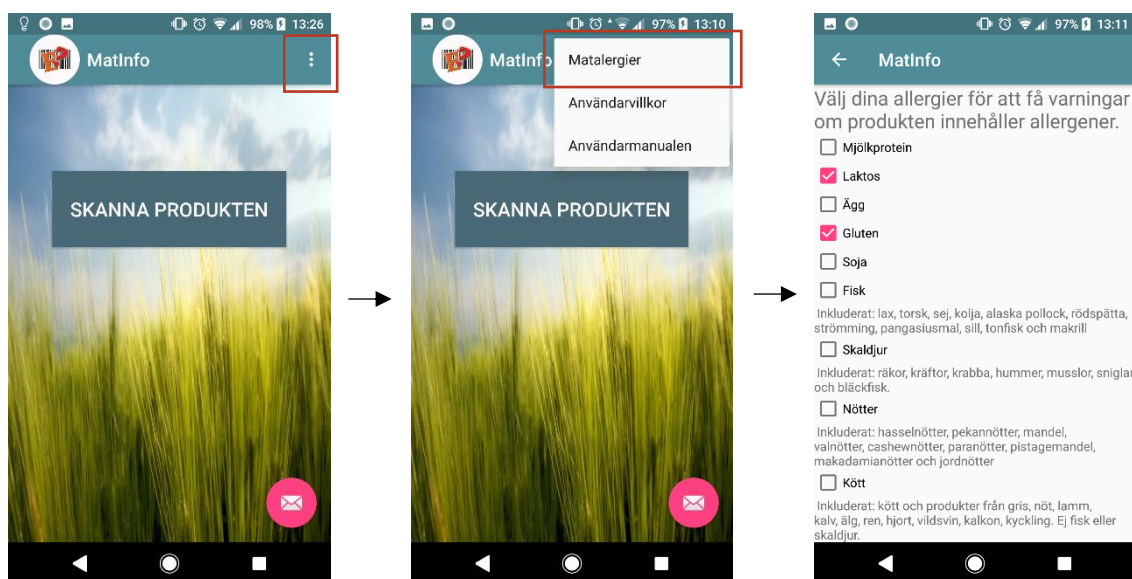 98% 13:26
MatInfo
SKANNA PRODUKTEN
97% 13:10
MatInfo
Matalergier
Användarvillkor
Användarmanualen
SKANNA PRODUKTEN
97% 13:11
MatInfo
Välj dina allergier för att få varningar
om produkten innehåller allergener.
Mjölkprotein
Laktos
Ägg
Gluten
Soja
Fisk
Inkluderat: lax, torsk, sej, kolja, alaska pollock, rödspätta,
strömming, pangasiusmal, sill, tonfisk och makrill
Skaldjur
Inkluderat: räkor, kräftor, krabba, hummer, musslor, sniglar
och bläckfisk.
Nötter
Inkluderat: hasselnötter, pekannötter, mandel,
valnötter, cashewnötter, paranötter, pistagemandel,
makadamianötter och jordnötter
Kött
Inkluderat: kött och produkter från gris, nöt, lamm,
kalv, älg, ren, hjort, vildsvin, kalkon, kyckling. Ej fisk eller
skaldjur.